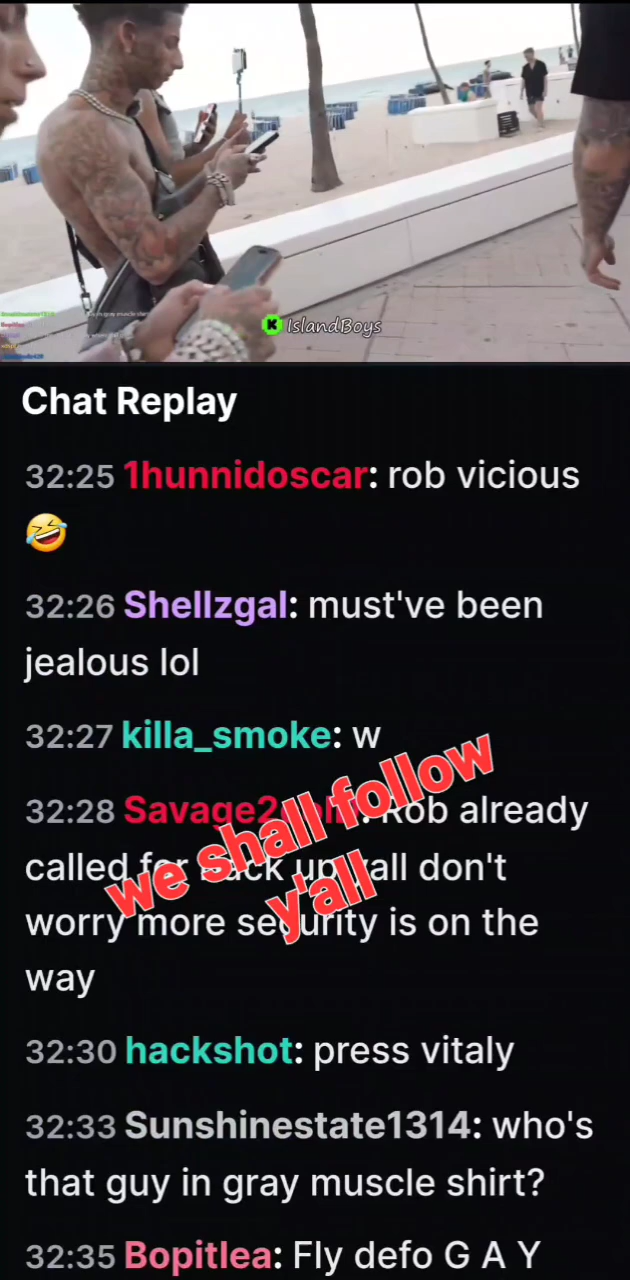 K IslandBoys
Chat Replay
32:25 1hunnidoscar: rob vicious
🤣
32:26 Shellzgal: must've been
jealous lol
32:27 killa_smoke: w
32:28 Rob already
called for back up yall don't
worry more security is on the
way
we shall follow
y'all
32:30 hackshot: press vitaly
32:33 Sunshinestate1314: who's
that guy in gray muscle shirt?
32:35 Bopitlea: Fly defo G A Y